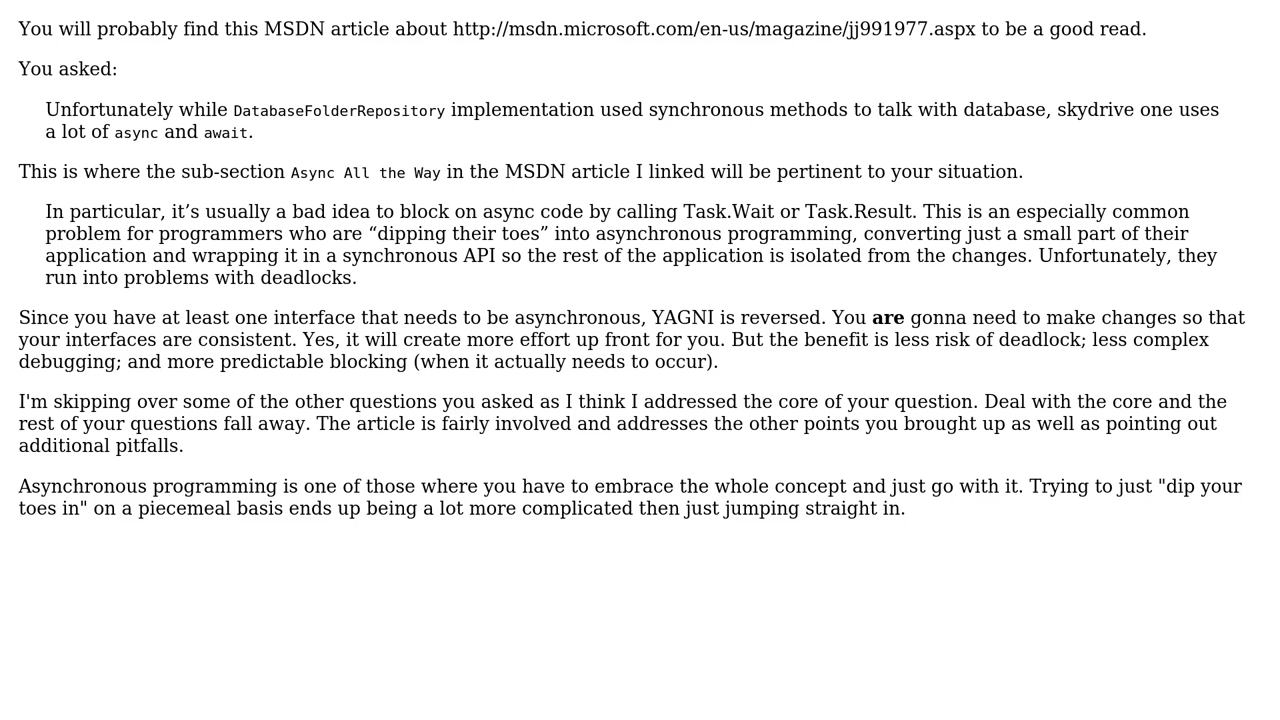 You will probably find this MSDN article about http://msdn.microsoft.com/en-us/magazine/jj991977.aspx to be a good read.
You asked:
Unfortunately while DatabaseFolderRepository implementation used synchronous methods to talk with database, skydrive one uses
a lot of async and await.
This is where the sub-section Async All the Way in the MSDN article I linked will be pertinent to your situation.
In particular, it’s usually a bad idea to block on async code by calling Task.Wait or Task.Result. This is an especially common
problem for programmers who are “dipping their toes” into asynchronous programming, converting just a small part of their
application and wrapping it in a synchronous API so the rest of the application is isolated from the changes. Unfortunately, they
run into problems with deadlocks.
Since you have at least one interface that needs to be asynchronous, YAGNI is reversed. You are gonna need to make changes so that
your interfaces are consistent. Yes, it will create more effort up front for you. But the benefit is less risk of deadlock; less complex
debugging; and more predictable blocking (when it actually needs to occur).
I'm skipping over some of the other questions you asked as I think I addressed the core of your question. Deal with the core and the
rest of your questions fall away. The article is fairly involved and addresses the other points you brought up as well as pointing out
additional pitfalls.
Asynchronous programming is one of those where you have to embrace the whole concept and just go with it. Trying to just "dip your
toes in" on a piecemeal basis ends up being a lot more complicated then just jumping straight in.